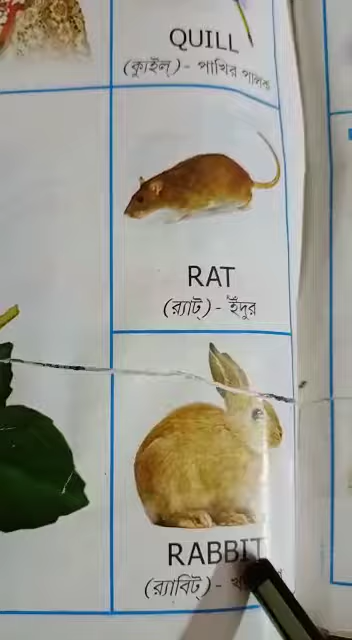 QUILL
(ক্যুইল্) - পাখির পালক
RAT
(র‍্যাট্) - ইঁদুর
RABBIT
(র‍্যাবিট্) -